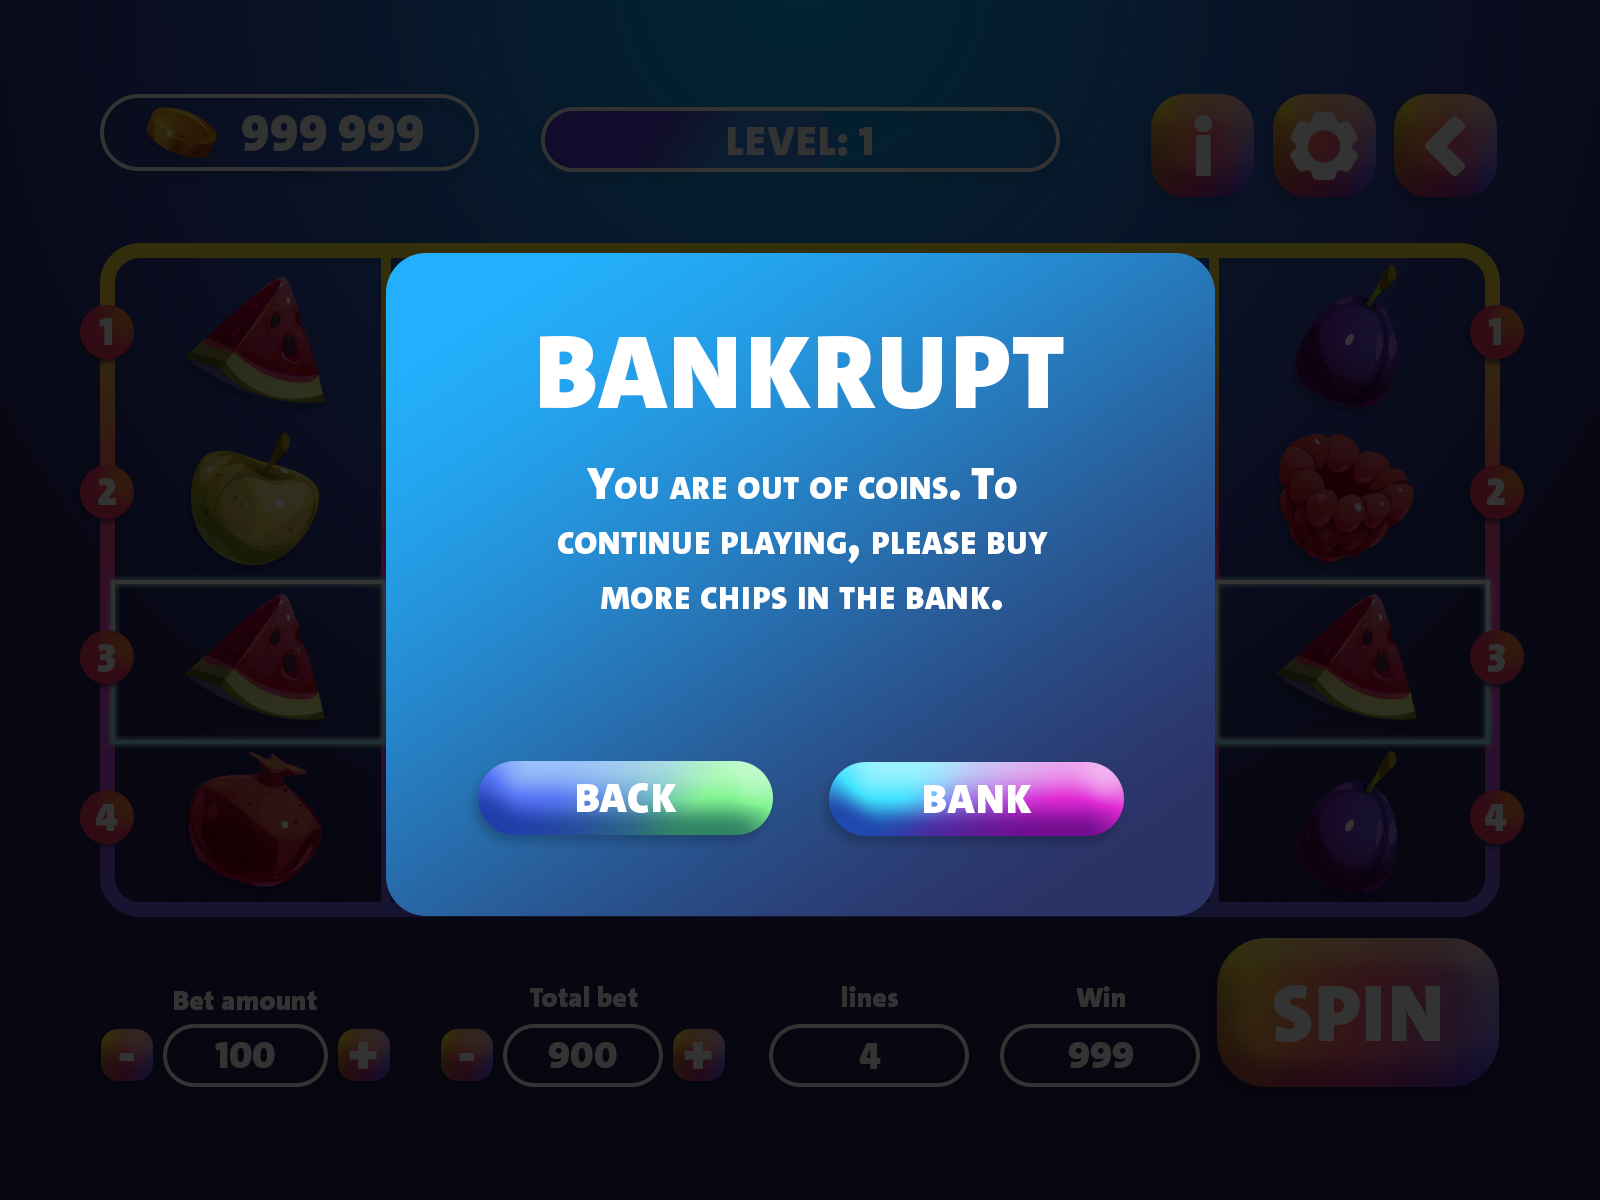 999 999
LEVEL: 1
i
1
1
BANKRUPT
You are out of coins. To
continue playing, please buy
more chips in the bank.
2
2
3
3
BACK
BANK
4
4
Bet amount
Total bet
lines
Win
- 100 +
- 900 +
4
999
SPIN